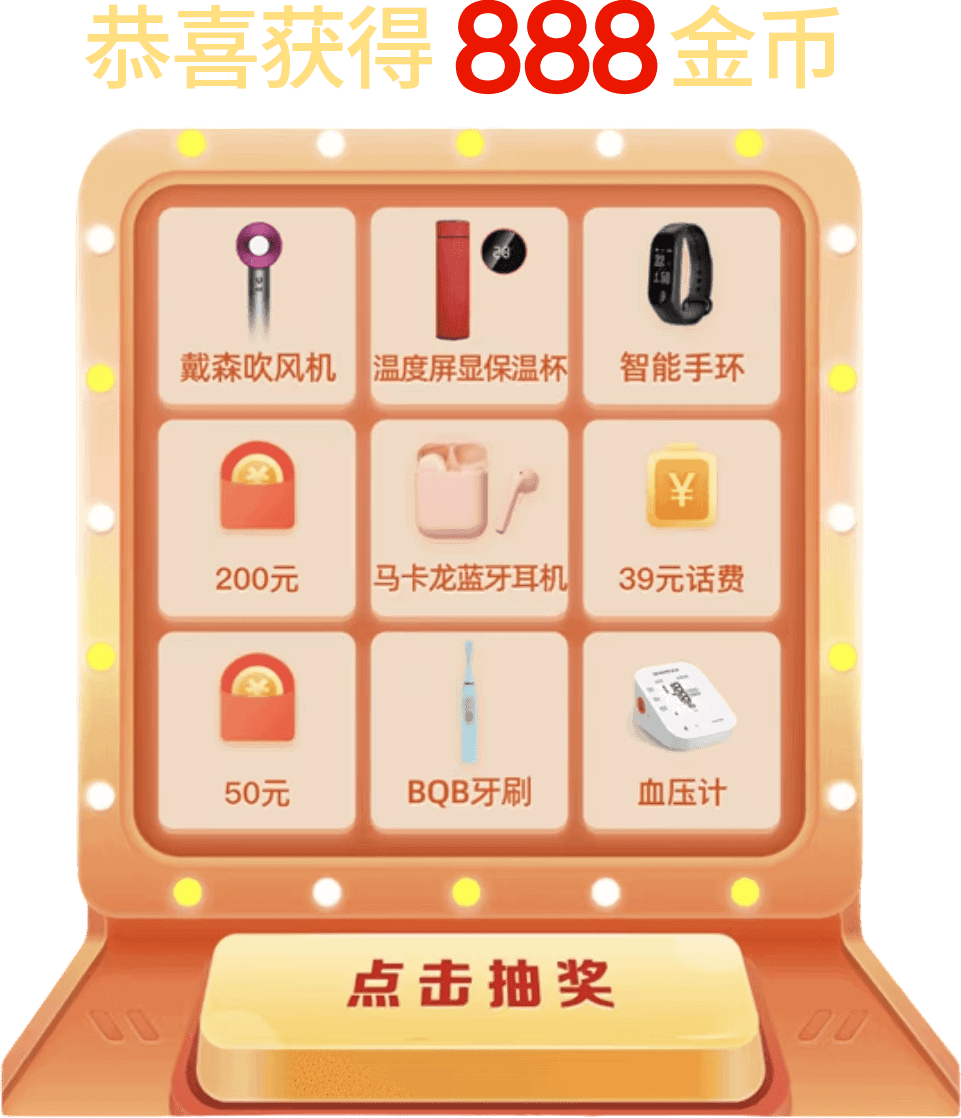 恭喜获得 888 金币
28
戴森吹风机
温度屏显保温杯
智能手环
¥
200元
马卡龙蓝牙耳机
39元话费
50元
BQB牙刷
血压计
点击抽奖